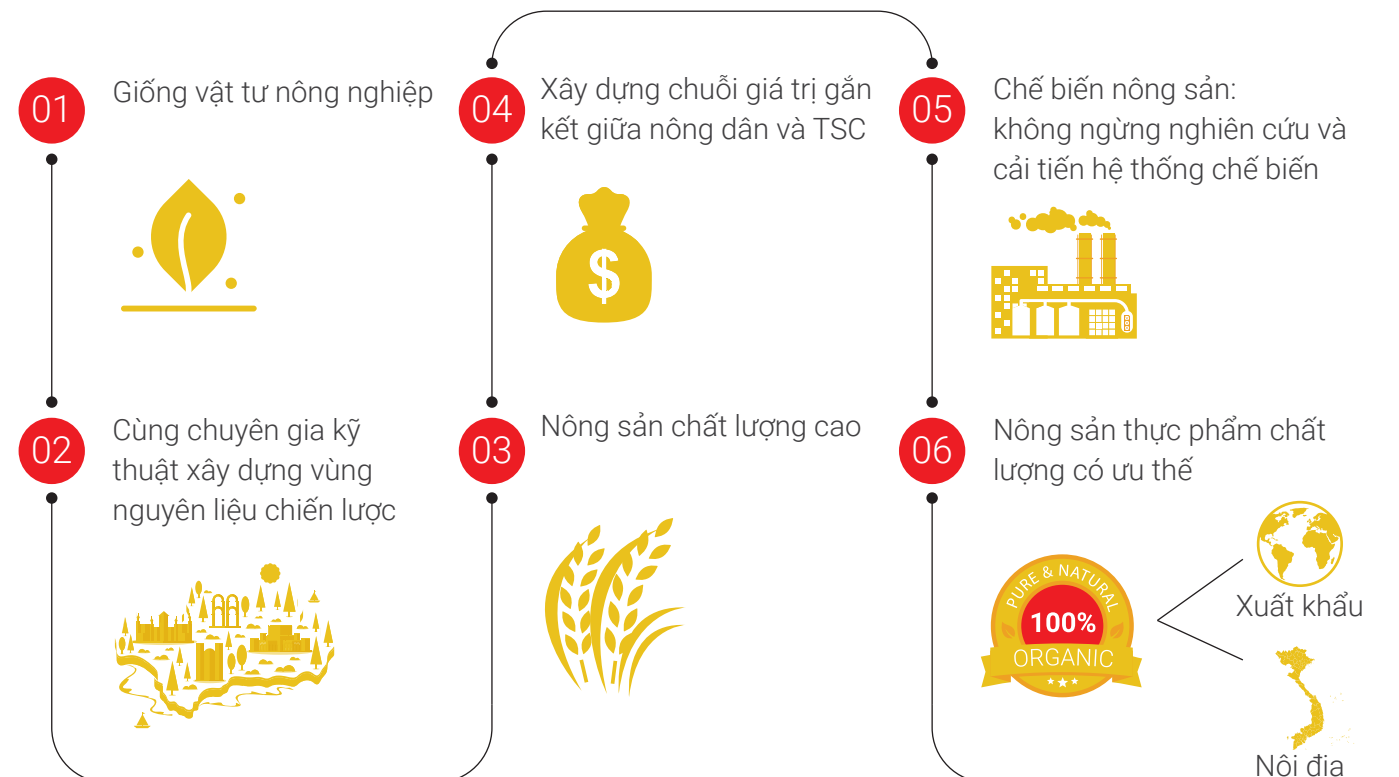 01
Giống vật tư nông nghiệp
02
Cùng chuyên gia kỹ
thuật xây dựng vùng
nguyên liệu chiến lược
03
Nông sản chất lượng cao
04
Xây dựng chuỗi giá trị gắn
kết giữa nông dân và TSC
$
05
Chế biến nông sản:
không ngừng nghiên cứu và
cải tiến hệ thống chế biến
06
Nông sản thực phẩm chất
lượng có ưu thế
PURE & NATURAL
100%
ORGANIC
Xuất khẩu
Nội địa